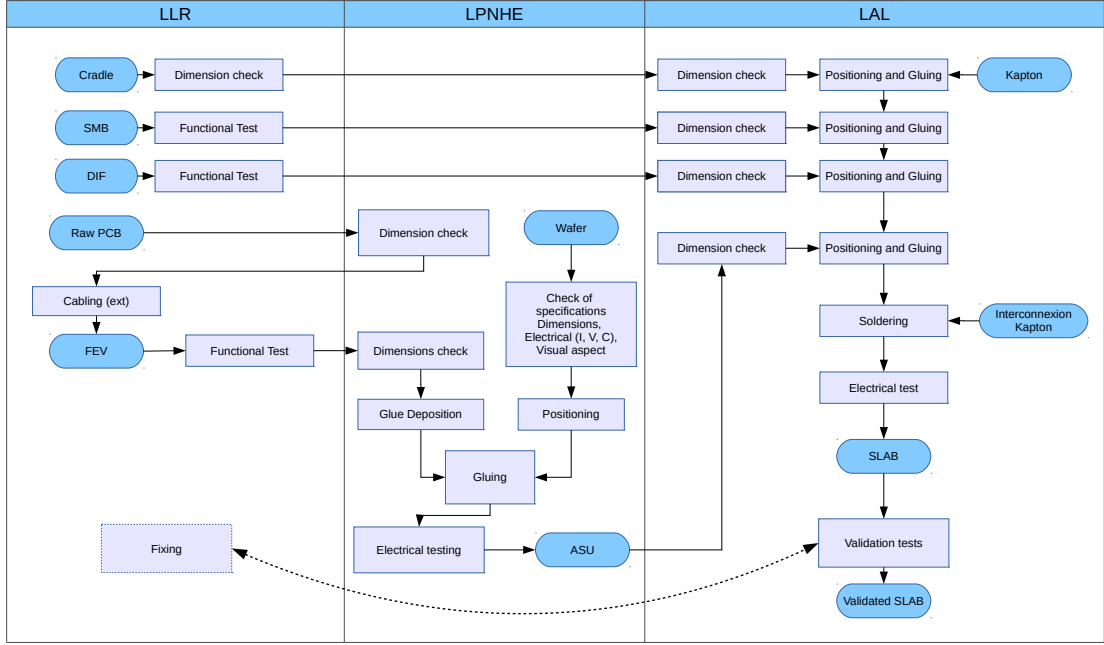 LLR
LPNHE
LAL
Cradle
Dimension check
Dimension check
Positioning and Gluing
Kapton
SMB
Functional Test
Dimension check
Positioning and Gluing
DIF
Functional Test
Dimension check
Positioning and Gluing
Raw PCB
Dimension check
Wafer
Dimension check
Positioning and Gluing
Cabling (ext)
Check of
specifications
Dimensions,
Electrical (I, V, C),
Visual aspect
Soldering
Interconnexion
Kapton
FEV
Functional Test
Dimensions check
Electrical test
Glue Deposition
Positioning
SLAB
Gluing
Fixing
Electrical testing
ASU
Validation tests
Validated SLAB